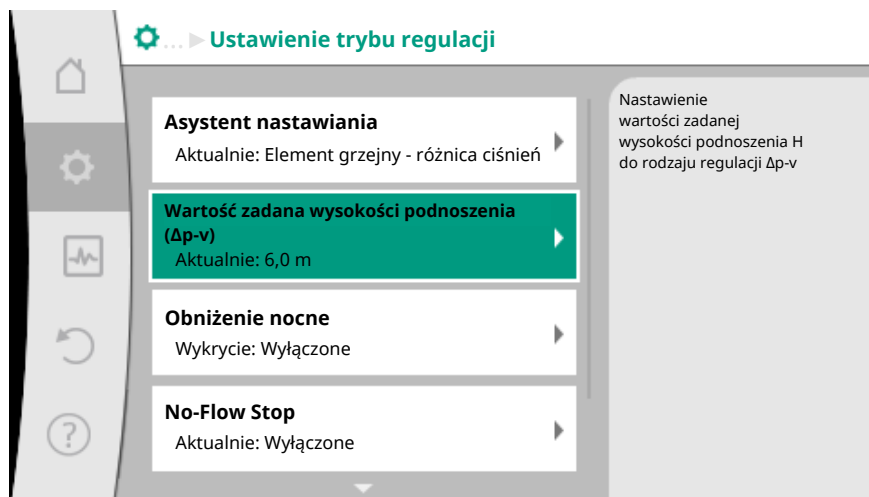 ... ▶ Ustawienie trybu regulacji
Asystent nastawiania
Aktualnie: Element grzejny - różnica ciśnień
Wartość zadana wysokości podnoszenia
(Δp-v)
Aktualnie: 6,0 m
Obniżenie nocne
Wykrycie: Wyłączone
No-Flow Stop
Aktualnie: Wyłączone
Nastawienie
wartości zadanej
wysokości podnoszenia H
do rodzaju regulacji Δp-v
?